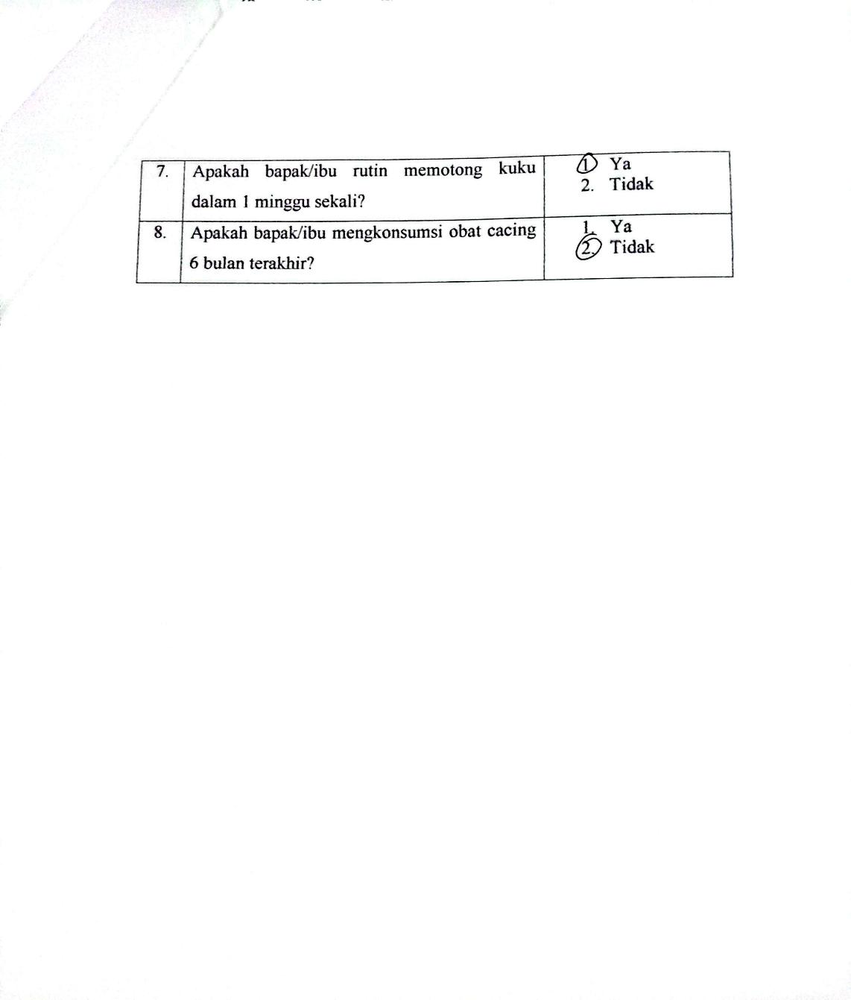 7. Apakah bapak/ibu rutin memotong kuku
dalam 1 minggu sekali?
1 Ya
2. Tidak
8. Apakah bapak/ibu mengkonsumsi obat cacing
6 bulan terakhir?
1. Ya
2. Tidak